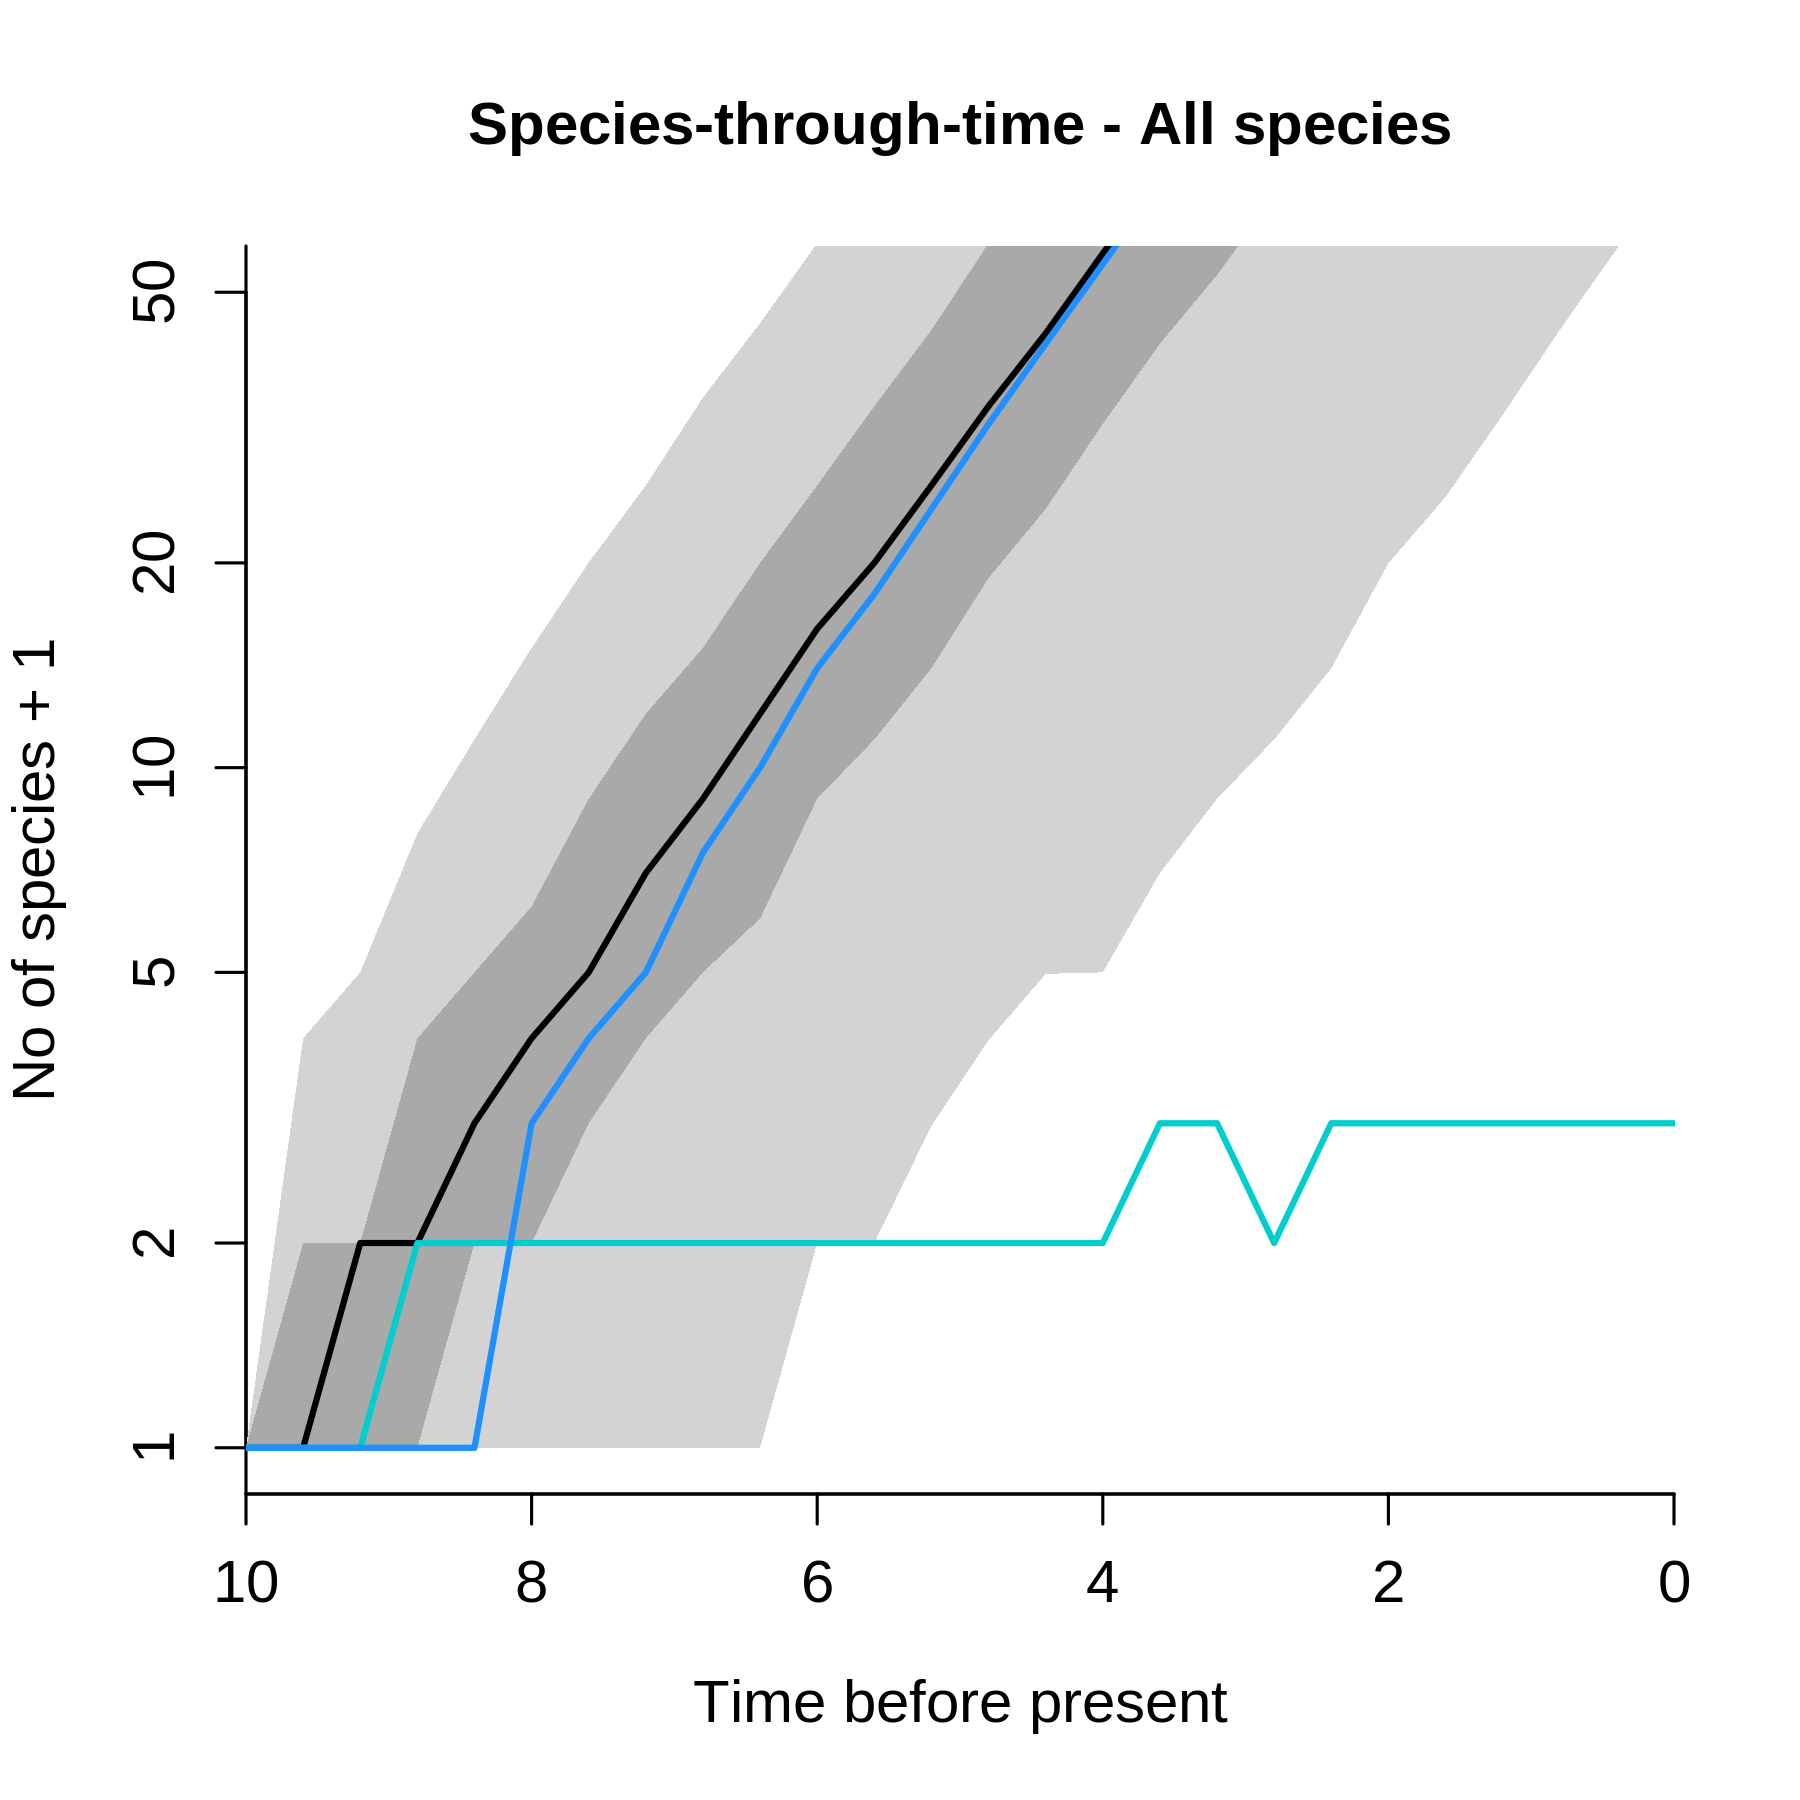 Species-through-time - All species
No of species + 1
50
20
10
5
2
1
10 8 6 4 2 0
Time before present